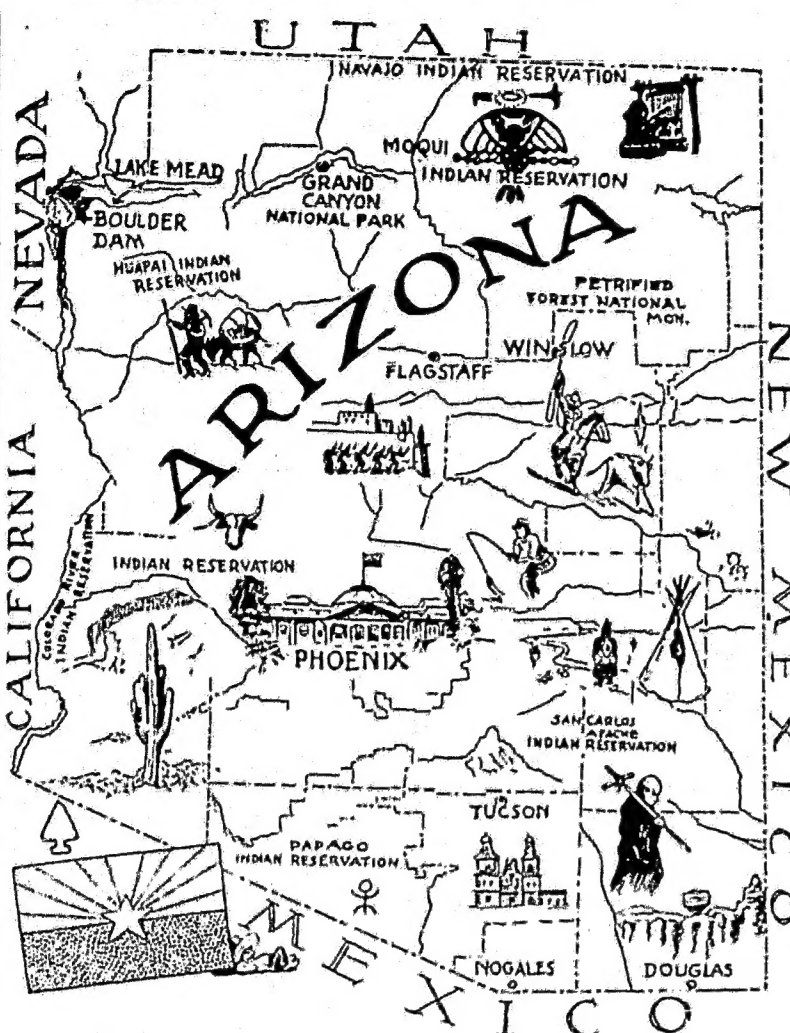 UTAH
NAVAJO INDIAN RESERVATION
NEVADA
MOQUI
INDIAN RESERVATION
LAKE MEAD
BOULDER
DAM
GRAND
CANYON
NATIONAL PARK
HUAPAI INDIAN
RESERVATION
ARIZONA
PETRIFIED
FOREST NATIONAL
MON.
WINSLOW
FLAGSTAFF
NEW MEXICO
CALIFORNIA
COLORADO RIVER
INDIAN RESERVATION
INDIAN RESERVATION
PHOENIX
SAN CARLOS
APACHE
INDIAN RESERVATION
TUCSON
PAPAGO
INDIAN RESERVATION
NOGALES
DOUGLAS
MEXICO